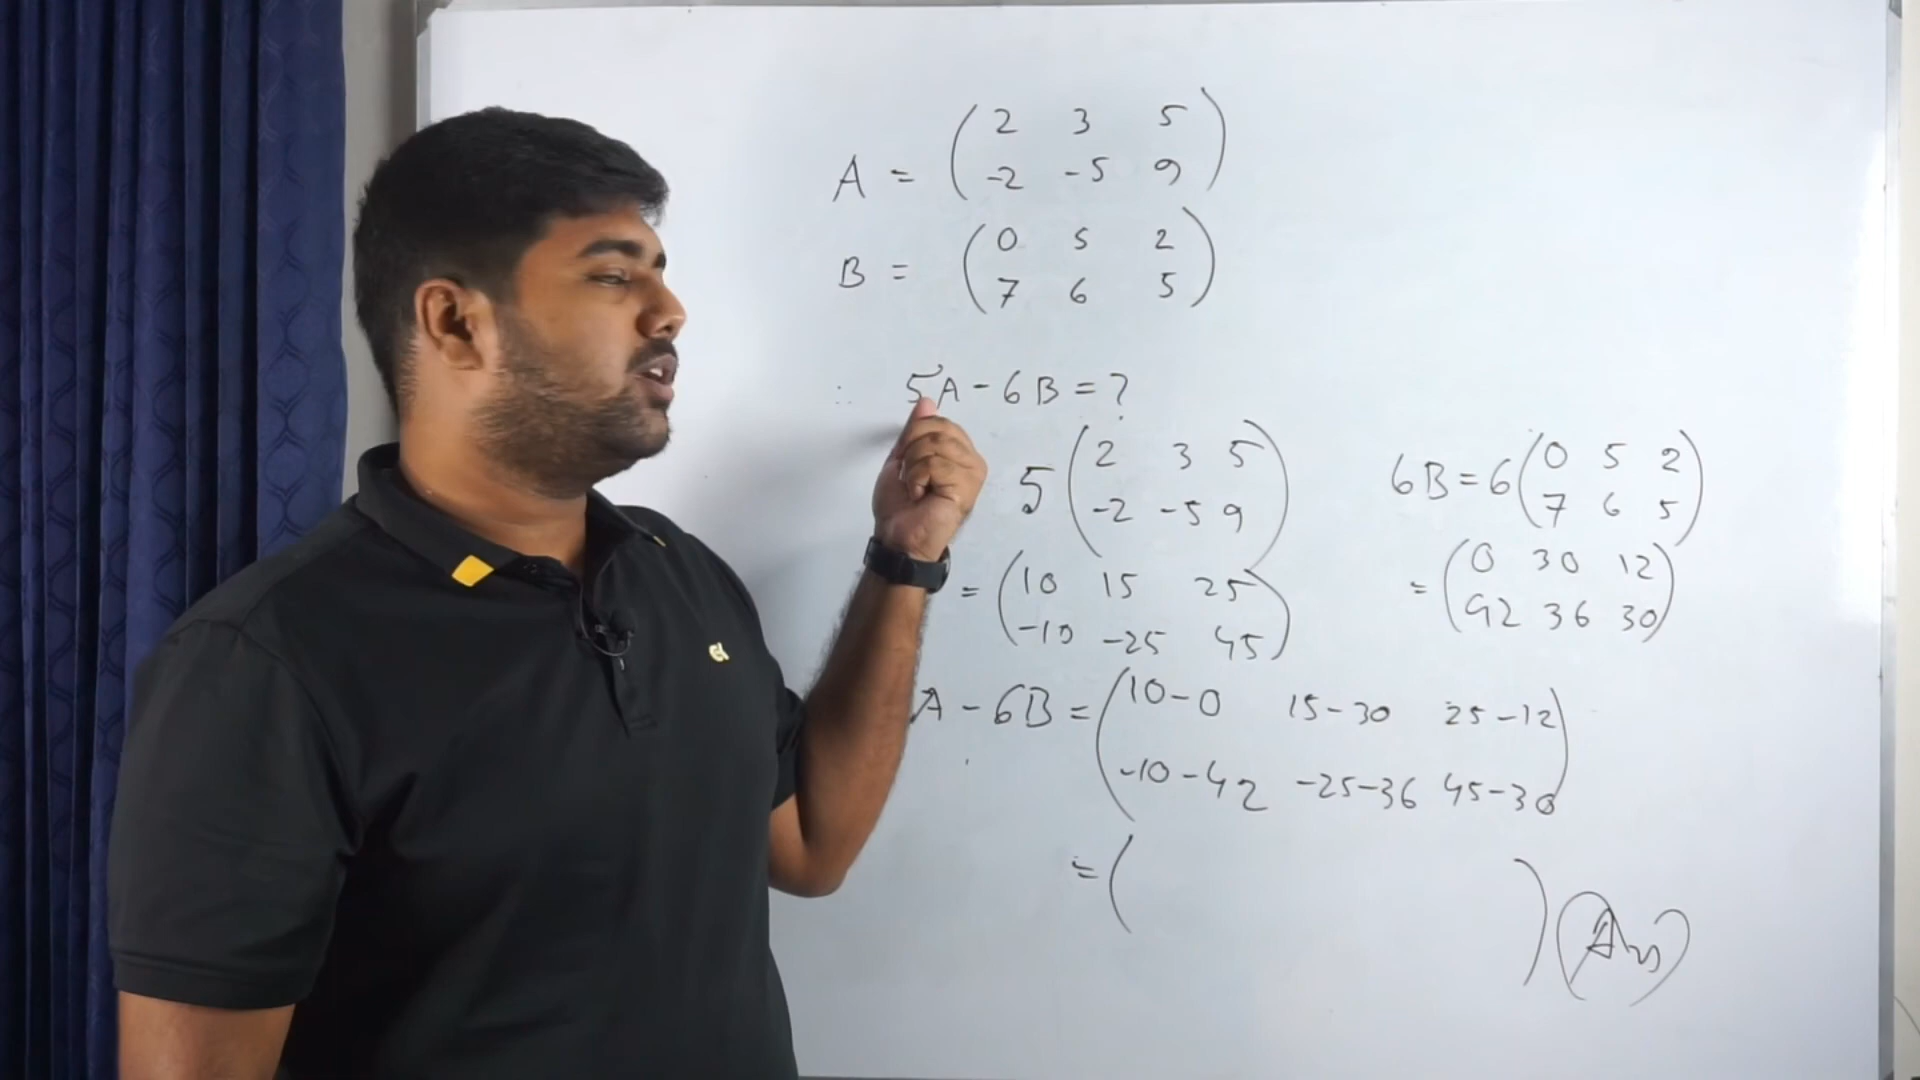 A = ( 2 3 5
-2 -5 9 )
B = ( 0 5 2
7 6 5 )
∴ 5A - 6B = ?
5 ( 2 3 5
-2 -5 9 )
= ( 10 15 25
-10 -25 45 )
6B = 6 ( 0 5 2
7 6 5 )
= ( 0 30 12
42 36 30 )
A - 6B = ( 10-0 15-30 25-12
-10-42 -25-36 45-30 )
= ( ) (Ans)